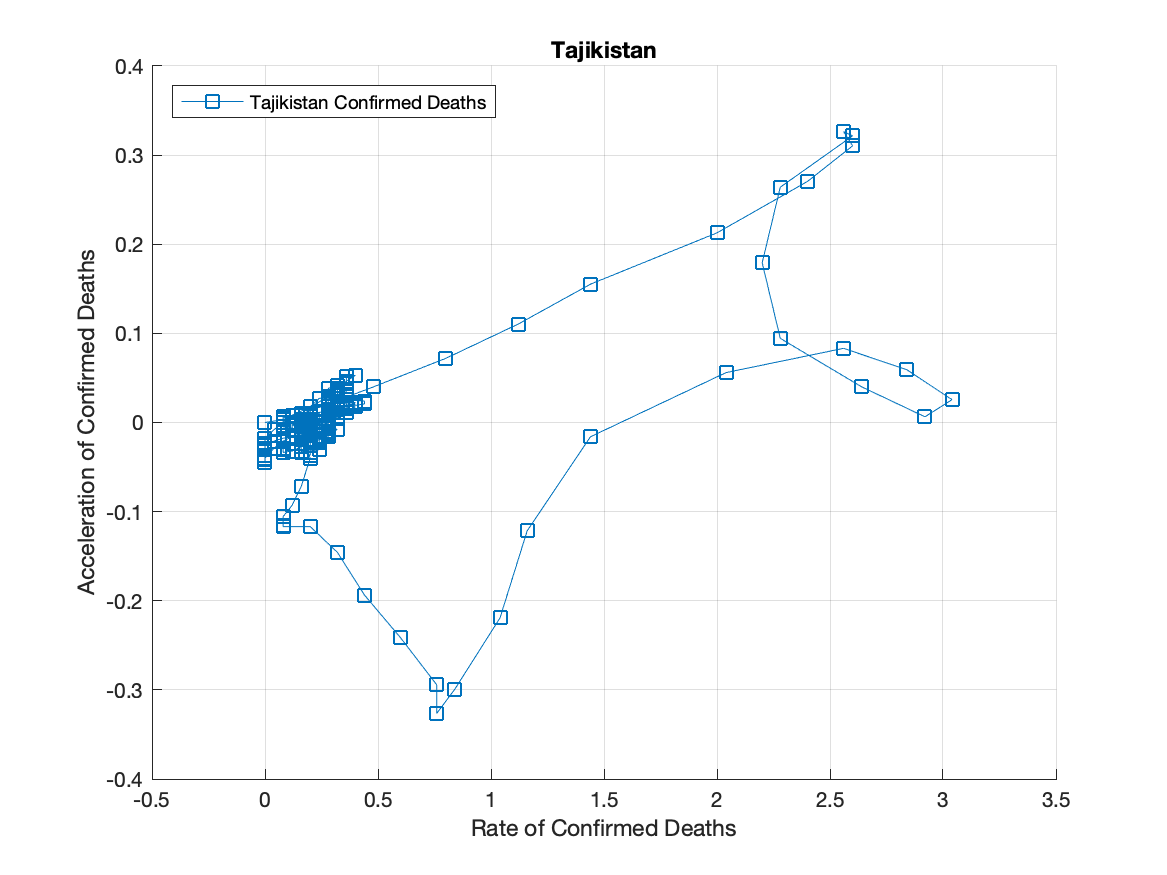 Tajikistan
Tajikistan Confirmed Deaths
Acceleration of Confirmed Deaths
0.4
0.3
0.2
0.1
0
-0.1
-0.2
-0.3
-0.4
-0.5 0 0.5 1 1.5 2 2.5 3 3.5
Rate of Confirmed Deaths